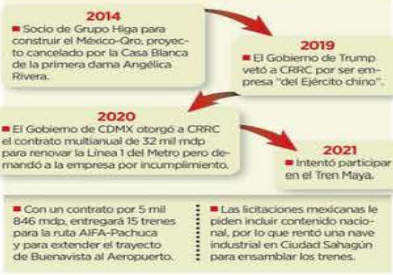 2014
■ Socio de Grupo Higa para
construir el México-Qro, proyec-
to cancelado por la Casa Blanca
de la primera dama Angélica
Rivera.
2019
■ El Gobierno de Trump
vetó a CRRC por ser em-
presa "del Ejército chino".
2020
■ El Gobierno de CDMX otorgó a CRRC
el contrato multianual de 32 mil mdp
para renovar la Línea 1 del Metro pero de-
mandó a la empresa por incumplimiento.
2021
■ Intentó participar
en el Tren Maya.
■ Con un contrato por 5 mil
846 mdp, entregará 15 trenes
para la ruta AIFA-Pachuca
y para extender el trayecto
de Buenavista al Aeropuerto.
■ Las licitaciones mexicanas le
piden incluir contenido nacio-
nal, por lo que rentó una nave
industrial en Ciudad Sahagún
para ensamblar los trenes.